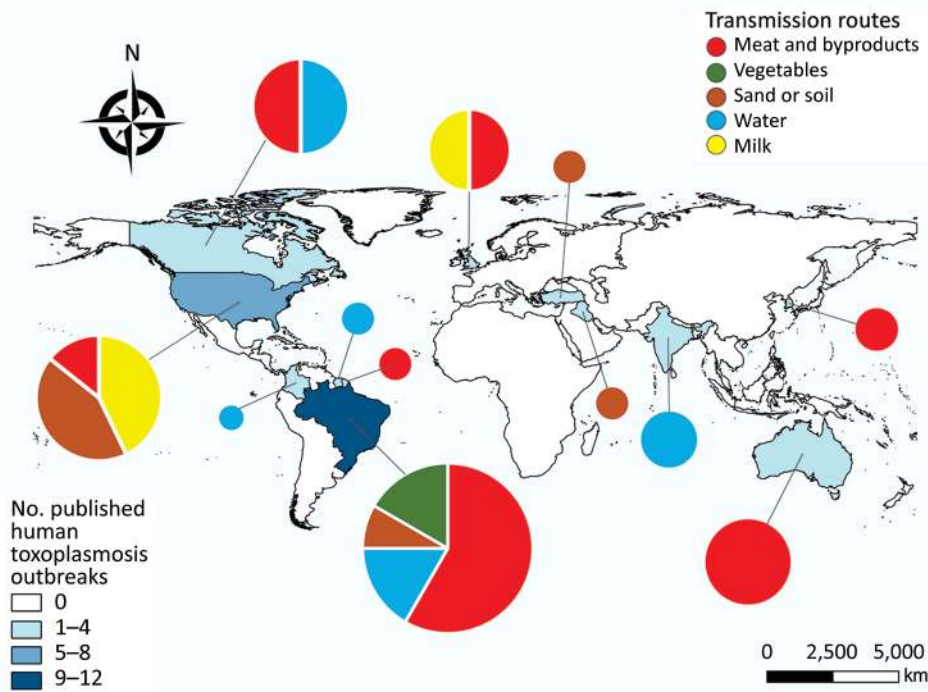 Transmission routes
Meat and byproducts
Vegetables
Sand or soil
Water
Milk
N
No. published
human
toxoplasmosis
outbreaks
0
1–4
5–8
9–12
0 2,500 5,000
km